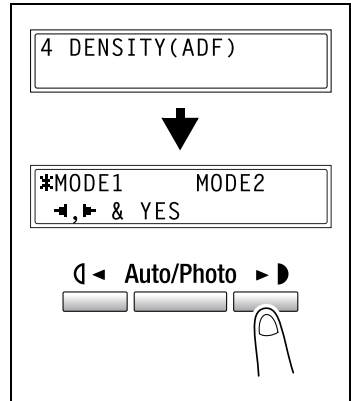 4 DENSITY(ADF)
*MODE1 MODE2
◄,► & YES
◄ Auto/Photo ►